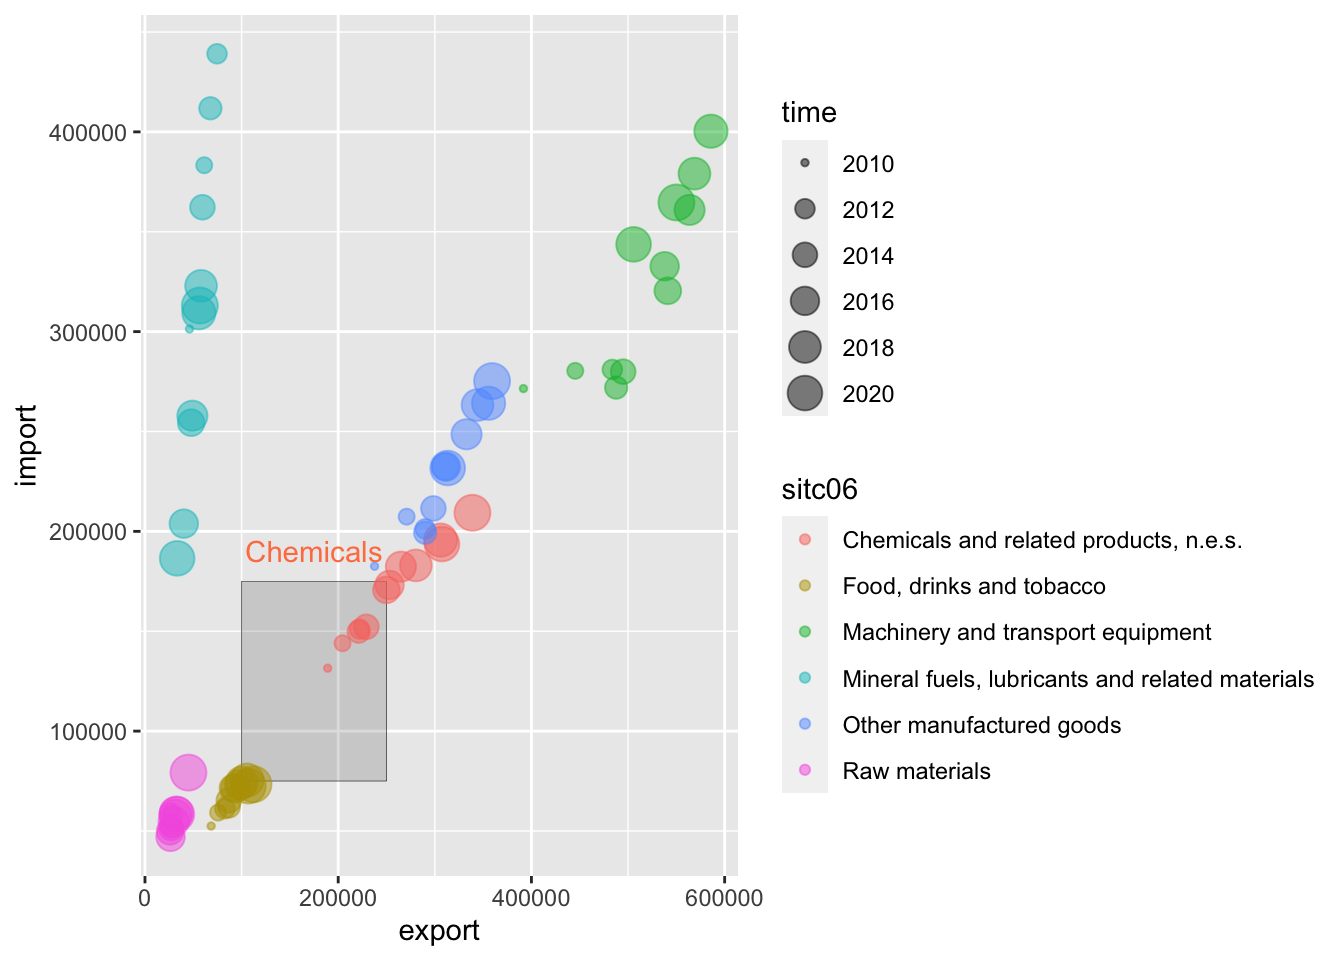 import
400000
300000
200000
100000
Chemicals
0
200000
400000
600000
export
time
2010
2012
2014
2016
2018
2020
sitc06
Chemicals and related products, n.e.s.
Food, drinks and tobacco
Machinery and transport equipment
Mineral fuels, lubricants and related materials
Other manufactured goods
Raw materials